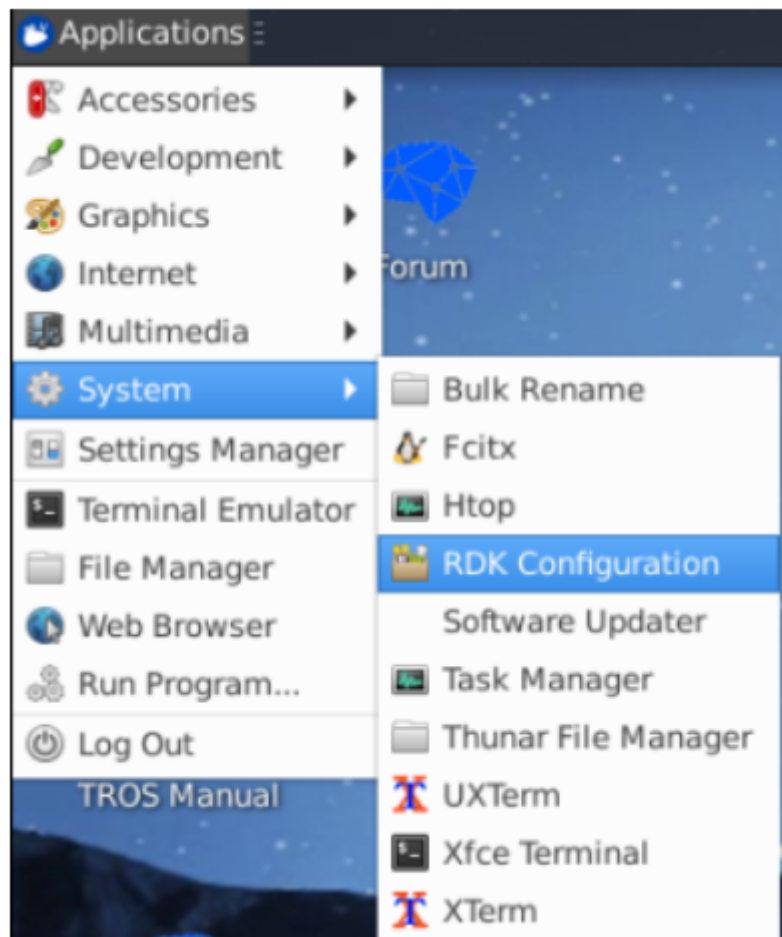 Applications
Accessories
Development
Graphics
Internet
Multimedia
System
Settings Manager
Terminal Emulator
File Manager
Web Browser
Run Program...
Log Out
Forum
TROS Manual
Bulk Rename
Fcitx
Htop
RDK Configuration
Software Updater
Task Manager
Thunar File Manager
UXTerm
Xfce Terminal
XTerm